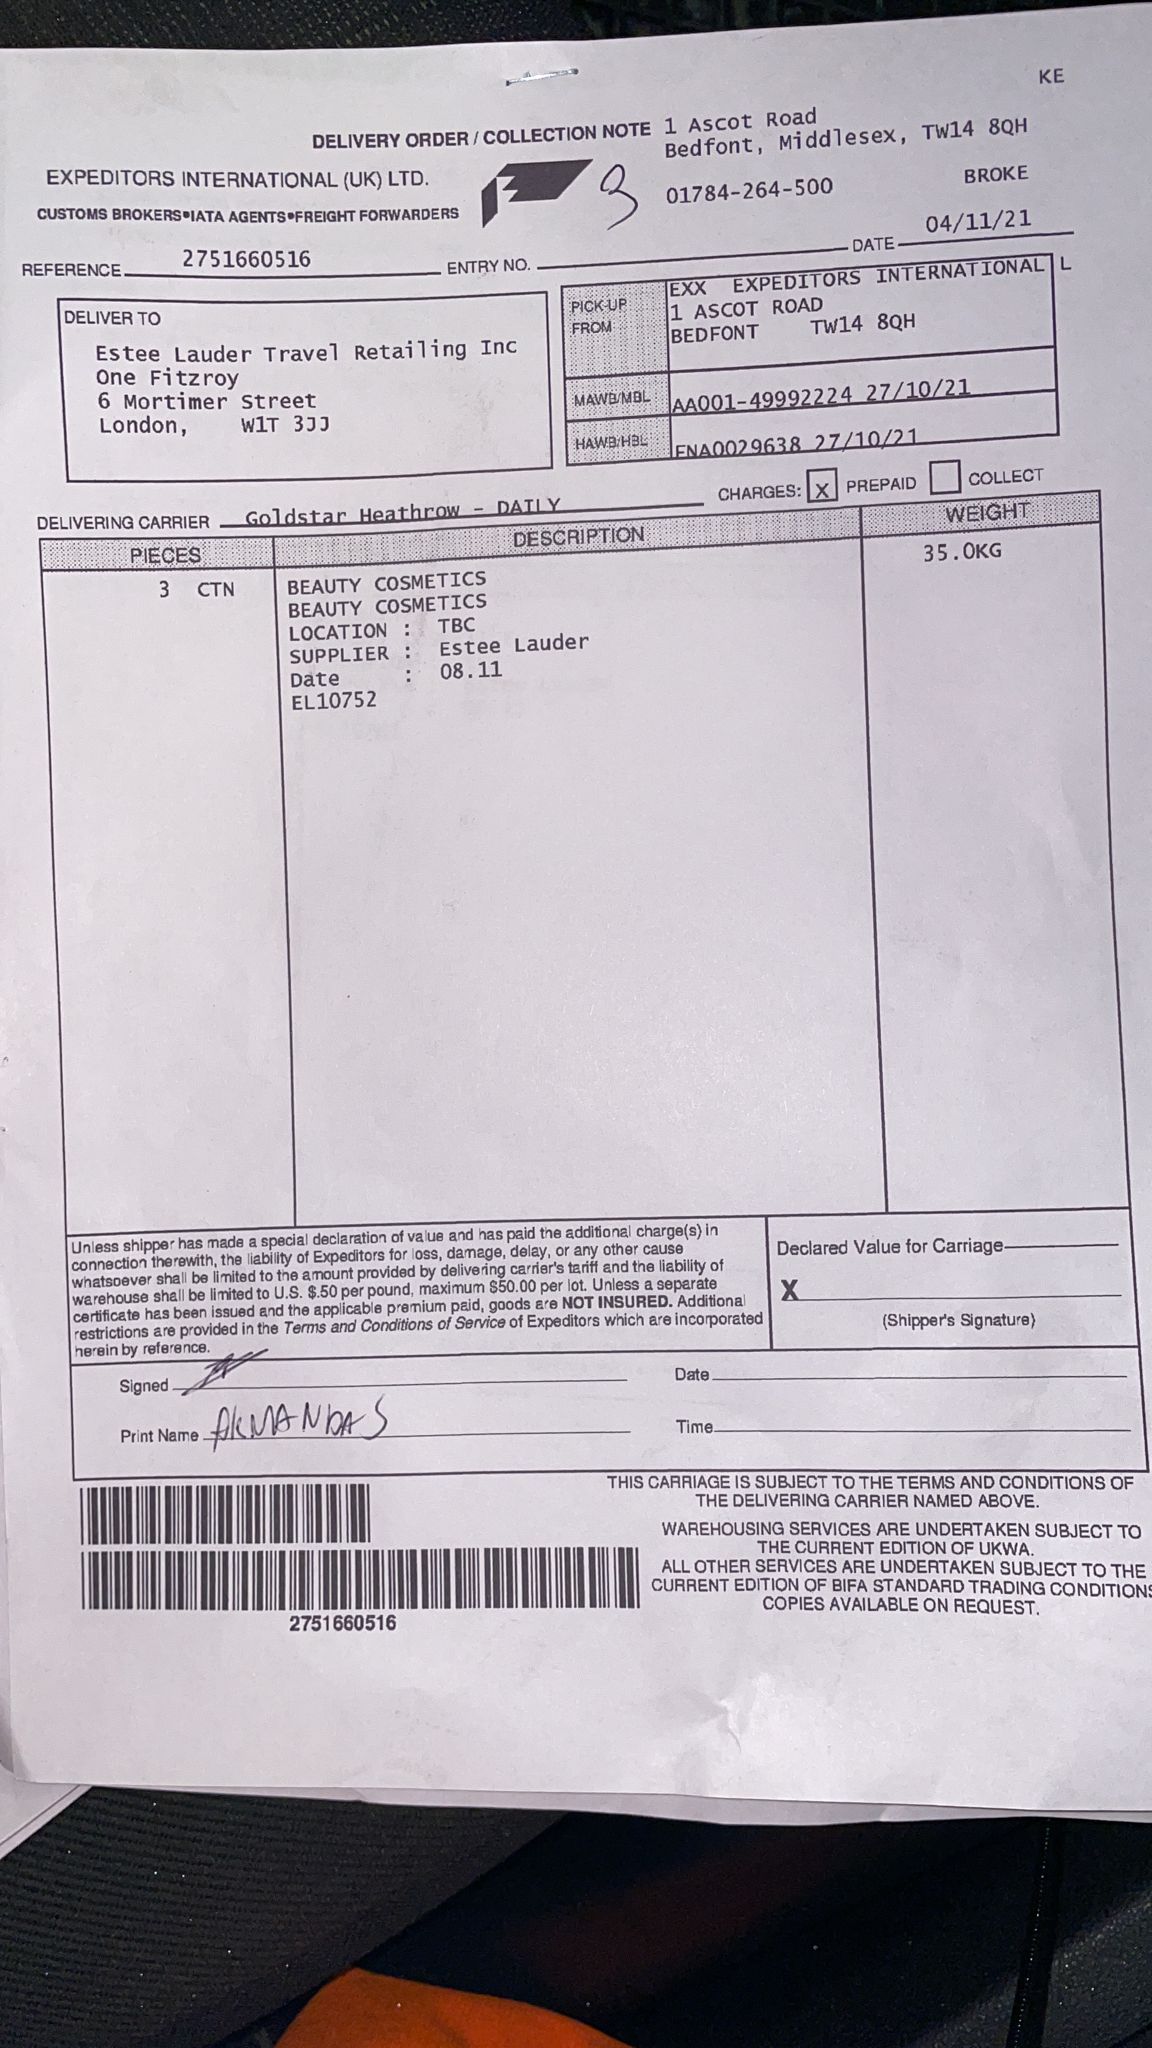 KE
DELIVERY ORDER / COLLECTION NOTE 1 Ascot Road
Bedfont, Middlesex, TW14 8QH
EXPEDITORS INTERNATIONAL (UK) LTD.
3
01784-264-500
BROKE
CUSTOMS BROKERS•IATA AGENTS•FREIGHT FORWARDERS
REFERENCE 2751660516 ENTRY NO. DATE 04/11/21
DELIVER TO
Estee Lauder Travel Retailing Inc
One Fitzroy
6 Mortimer Street
London, W1T 3JJ
PICK-UP FROM
EXX EXPEDITORS INTERNATIONAL L
1 ASCOT ROAD
BEDFONT TW14 8QH
MAWB/MBL AA001-49992224 27/10/21
HAWB/HBL ENA0029638 27/10/21
DELIVERING CARRIER Goldstar Heathrow - DAILY CHARGES: X PREPAID COLLECT
PIECES DESCRIPTION WEIGHT
3 CTN BEAUTY COSMETICS 35.0KG
BEAUTY COSMETICS
LOCATION : TBC
SUPPLIER : Estee Lauder
Date : 08.11
EL10752
Unless shipper has made a special declaration of value and has paid the additional charge(s) in
connection therewith, the liability of Expeditors for loss, damage, delay, or any other cause
whatsoever shall be limited to the amount provided by delivering carrier's tariff and the liability of
warehouse shall be limited to U.S. $.50 per pound, maximum $50.00 per lot. Unless a separate
certificate has been issued and the applicable premium paid, goods are NOT INSURED. Additional
restrictions are provided in the Terms and Conditions of Service of Expeditors which are incorporated
herein by reference.
Declared Value for Carriage
X
(Shipper's Signature)
Signed Date
Print Name ARMANDAS Time
THIS CARRIAGE IS SUBJECT TO THE TERMS AND CONDITIONS OF
THE DELIVERING CARRIER NAMED ABOVE.
WAREHOUSING SERVICES ARE UNDERTAKEN SUBJECT TO
THE CURRENT EDITION OF UKWA.
ALL OTHER SERVICES ARE UNDERTAKEN SUBJECT TO THE
CURRENT EDITION OF BIFA STANDARD TRADING CONDITIONS
COPIES AVAILABLE ON REQUEST.
2751660516